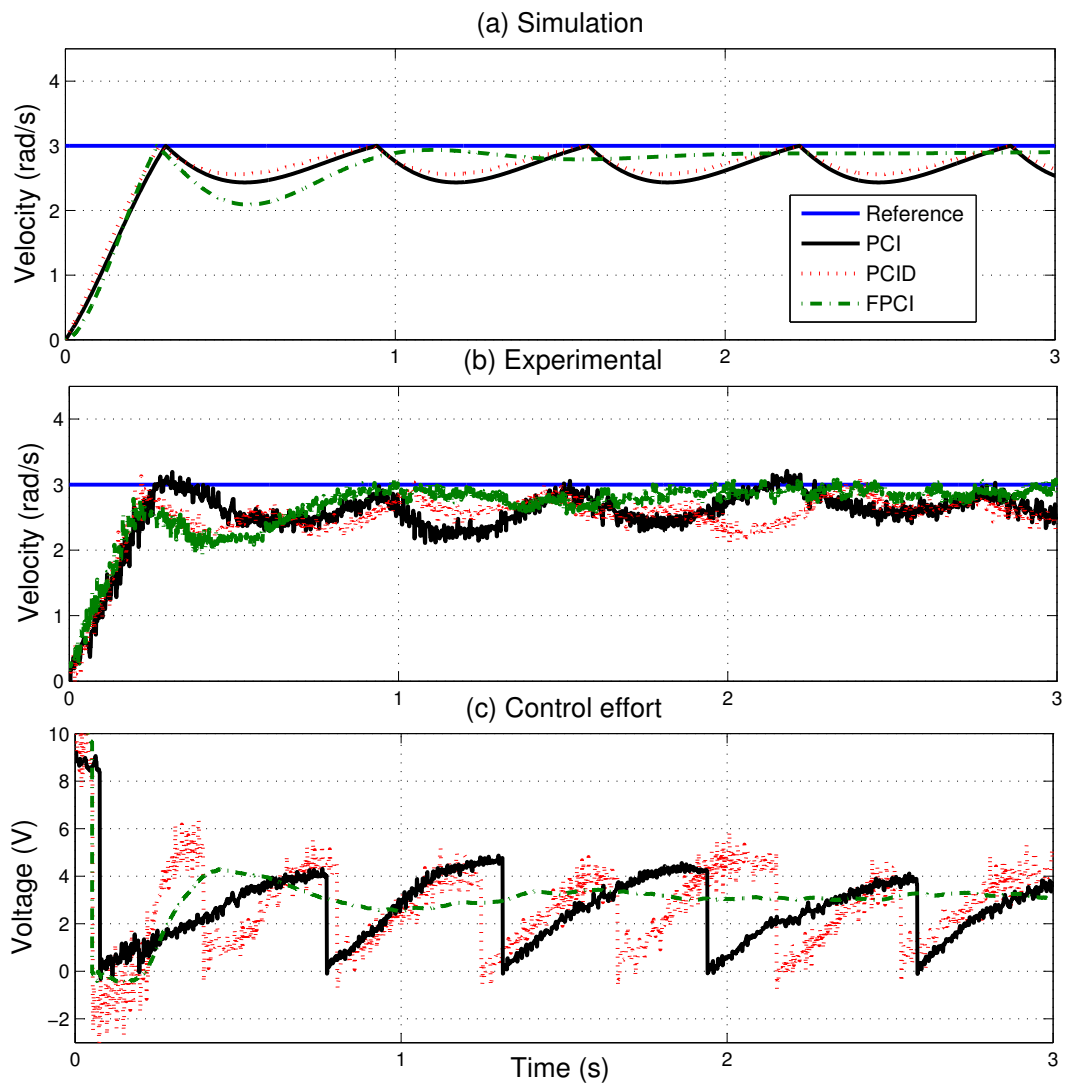 (a) Simulation
Velocity (rad/s)
4
3
2
1
0
0 1 2 3
Reference
PCI
PCID
FPCI
(b) Experimental
Velocity (rad/s)
4
3
2
1
0
0 1 2 3
(c) Control effort
Voltage (V)
10
8
6
4
2
0
−2
0 1 2 3
Time (s)